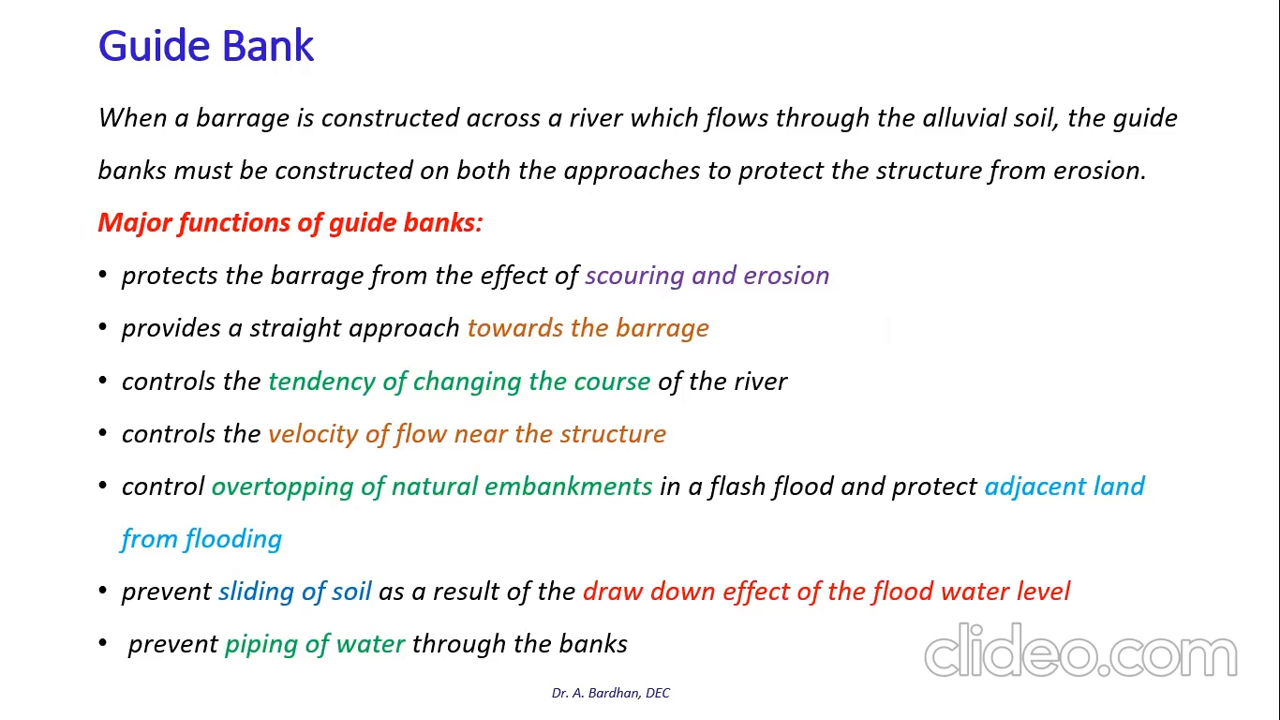 Guide Bank
When a barrage is constructed across a river which flows through the alluvial soil, the guide
banks must be constructed on both the approaches to protect the structure from erosion.
Major functions of guide banks:
• protects the barrage from the effect of scouring and erosion
• provides a straight approach towards the barrage
• controls the tendency of changing the course of the river
• controls the velocity of flow near the structure
• control overtopping of natural embankments in a flash flood and protect adjacent land
from flooding
• prevent sliding of soil as a result of the draw down effect of the flood water level
• prevent piping of water through the banks
clideo.com
Dr. A. Bardhan, DEC